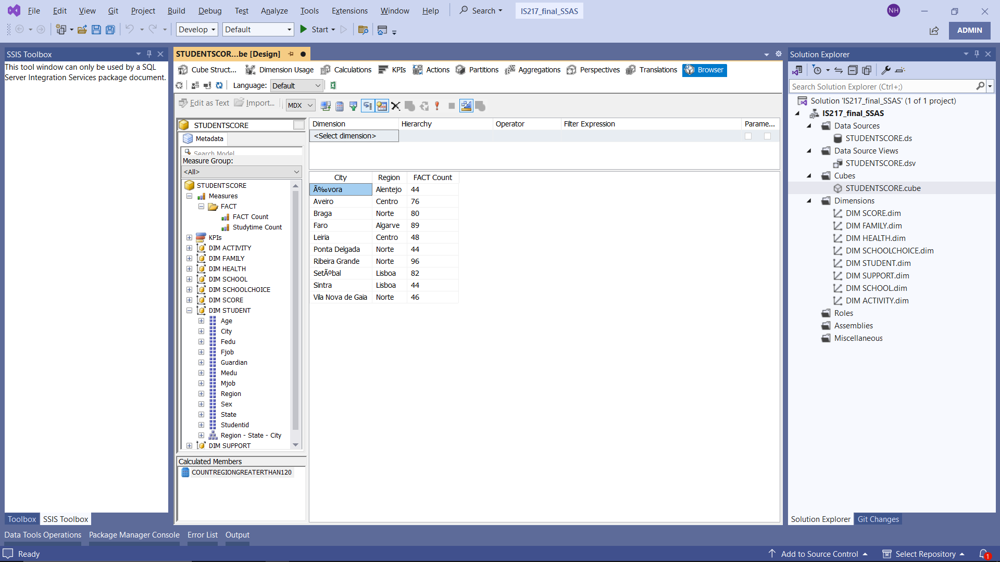 File Edit View Git Project Build Debug Test Analyze Tools Extensions Window Help Search IS217_final_SSAS NH
Develop Default Start ADMIN
SSIS Toolbox
This tool window can only be used by a SQL
Server Integration Services package document.
Toolbox SSIS Toolbox
STUDENTSCOR...be [Design]
Cube Struct... Dimension Usage Calculations KPIs Actions Partitions Aggregations Perspectives Translations Browser
Language: Default
Edit as Text Import... MDX
STUDENTSCORE
Metadata
Search Model
Measure Group:
<All>
STUDENTSCORE
Measures
FACT
FACT Count
Studytime Count
KPIs
DIM ACTIVITY
DIM FAMILY
DIM HEALTH
DIM SCHOOL
DIM SCHOOLCHOICE
DIM SCORE
DIM STUDENT
Age
City
Fedu
Fjob
Guardian
Medu
Mjob
Region
Sex
State
Studentid
Region - State - City
DIM SUPPORT
Calculated Members
COUNTREGIONGREATERTHAN120
Dimension Hierarchy Operator Filter Expression Parame...
<Select dimension>
City Region FACT Count
Ã‰vora Alentejo 44
Aveiro Centro 76
Braga Norte 80
Faro Algarve 89
Leiria Centro 48
Ponta Delgada Norte 44
Ribeira Grande Norte 96
SetÃºbal Lisboa 82
Sintra Lisboa 44
Vila Nova de Gaia Norte 46
Solution Explorer
Search Solution Explorer (Ctrl+;)
Solution 'IS217_final_SSAS' (1 of 1 project)
IS217_final_SSAS
Data Sources
STUDENTSCORE.ds
Data Source Views
STUDENTSCORE.dsv
Cubes
STUDENTSCORE.cube
Dimensions
DIM SCORE.dim
DIM FAMILY.dim
DIM HEALTH.dim
DIM SCHOOLCHOICE.dim
DIM STUDENT.dim
DIM SUPPORT.dim
DIM SCHOOL.dim
DIM ACTIVITY.dim
Roles
Assemblies
Miscellaneous
Solution Explorer Git Changes
Data Tools Operations Package Manager Console Error List Output
Ready Add to Source Control Select Repository 1